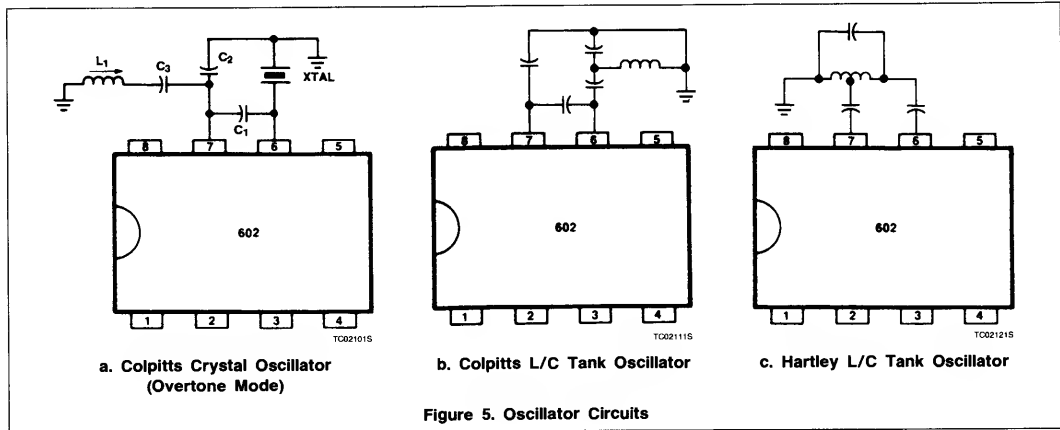 L1
C3
C2
XTAL
C1
8 7 6 5
602
1 2 3 4
TC02101S
a. Colpitts Crystal Oscillator
(Overtone Mode)
8 7 6 5
602
1 2 3 4
TC02111S
b. Colpitts L/C Tank Oscillator
8 7 6 5
602
1 2 3 4
TC02121S
c. Hartley L/C Tank Oscillator
Figure 5. Oscillator Circuits